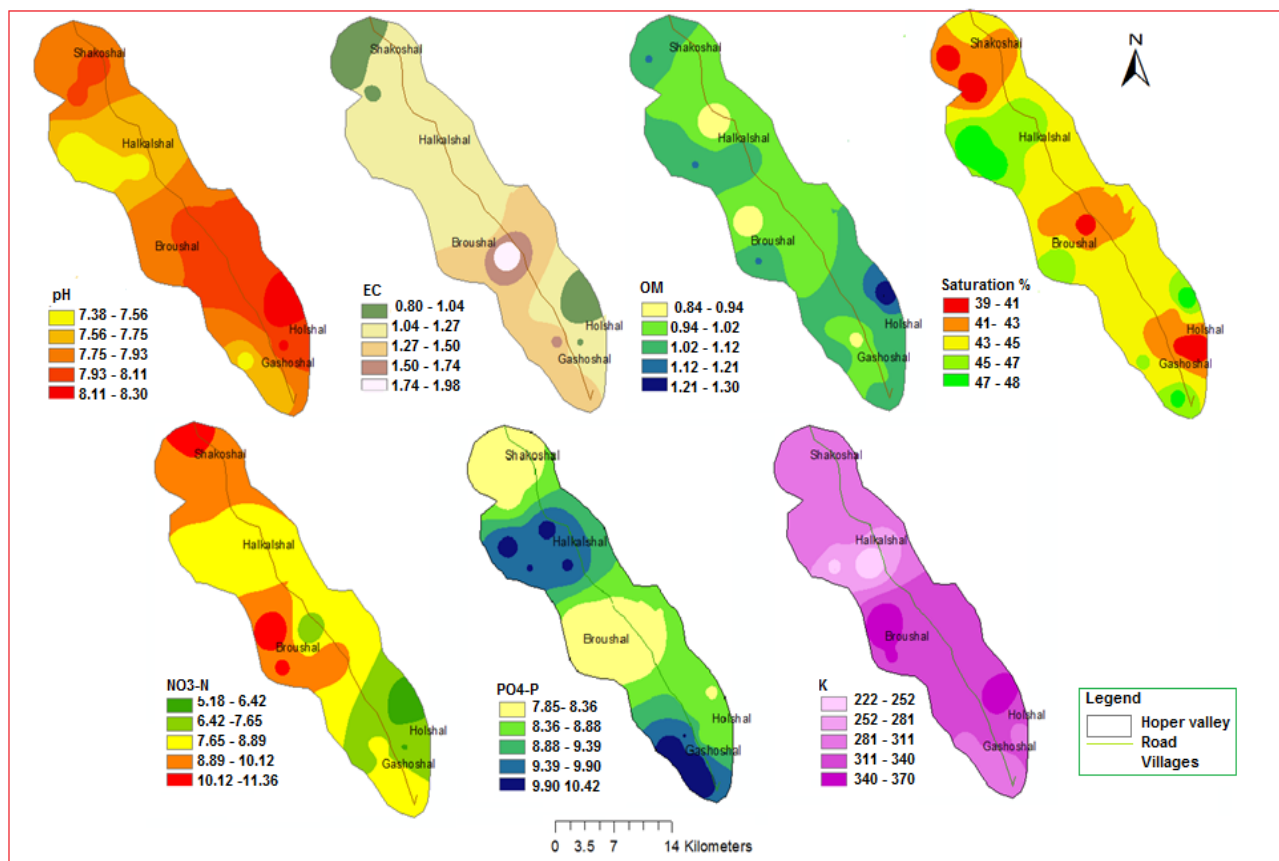 Shakoshal
Halkalshal
Broushal
Holshal
Gashoshal
pH
7.38 - 7.56
7.56 - 7.75
7.75 - 7.93
7.93 - 8.11
8.11 - 8.30
Shakoshal
Halkalshal
Broushal
Holshal
Gashoshal
EC
0.80 - 1.04
1.04 - 1.27
1.27 - 1.50
1.50 - 1.74
1.74 - 1.98
Shakoshal
Halkalshal
Broushal
Holshal
Gashoshal
OM
0.84 - 0.94
0.94 - 1.02
1.02 - 1.12
1.12 - 1.21
1.21 - 1.30
Shakoshal
Halkalshal
Broushal
Holshal
Gashoshal
Saturation %
39 - 41
41- 43
43 - 45
45 - 47
47 - 48
N
Shakoshal
Halkalshal
Broushal
Holshal
Gashoshal
NO3-N
5.18 - 6.42
6.42 -7.65
7.65 - 8.89
8.89 - 10.12
10.12 -11.36
Shakoshal
Halkalshal
Broushal
Holshal
Gashoshal
PO4-P
7.85- 8.36
8.36 - 8.88
8.88 - 9.39
9.39 - 9.90
9.90 10.42
Shakoshal
Halkalshal
Broushal
Holshal
Gashoshal
K
222 - 252
252 - 281
281 - 311
311 - 340
340 - 370
Legend
Hoper valley
Road
Villages
0 3.5 7 14 Kilometers